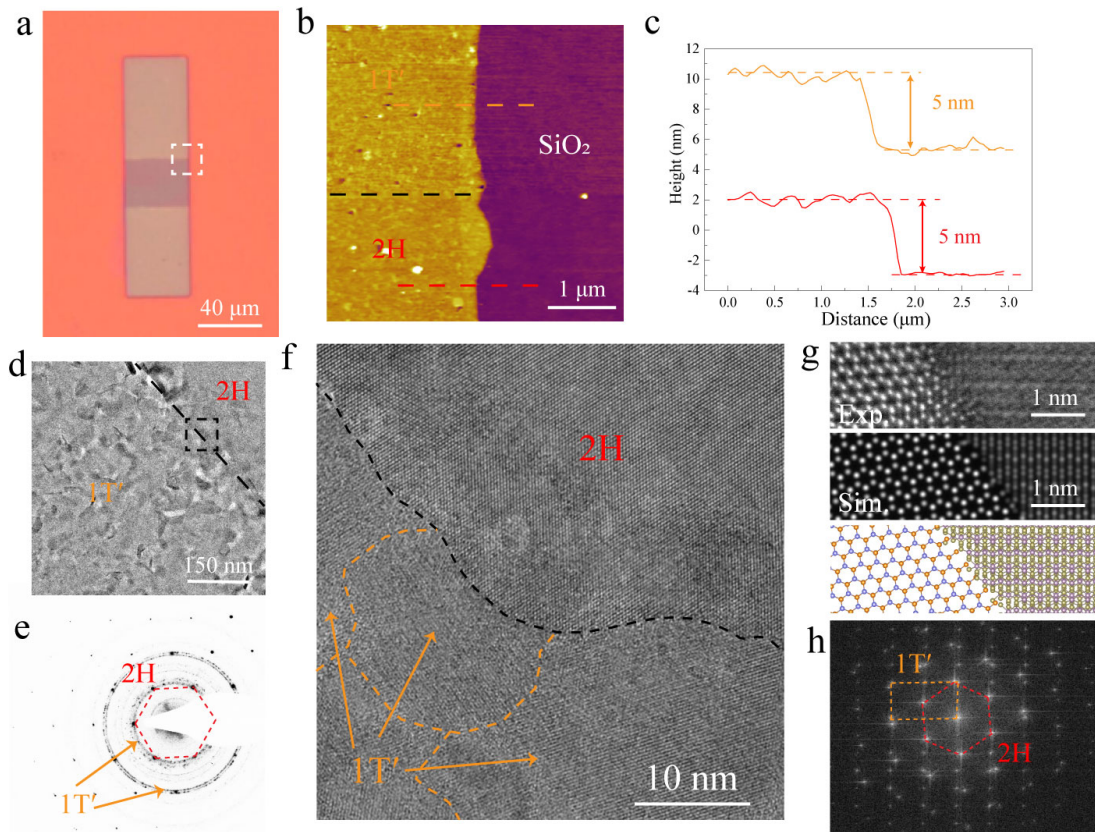 a
40 μm
b
1T′
SiO₂
2H
1 μm
c
Height (nm)
12
10
8
6
4
2
10
0
-2
-4
5 nm
5 nm
0.0
0.5
1.0
1.5
2.0
2.5
3.0
Distance (μm)
d
2H
1T′
150 nm
e
2H
1T′
f
2H
1T′
10 nm
g
Exp.
1 nm
Sim.
1 nm
h
1T′
2H